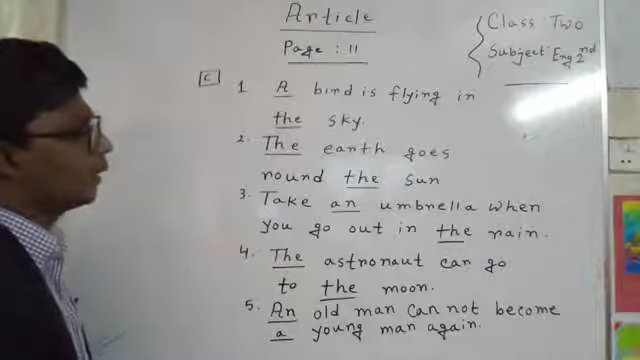 Article
Page : 11
Class Two
Subject Eng 2nd
C
1. A bird is flying in
the sky.
2. The earth goes
round the sun
3. Take an umbrella when
you go out in the rain.
4. The astronaut can go
to the moon.
5. An old man can not become
a young man again.